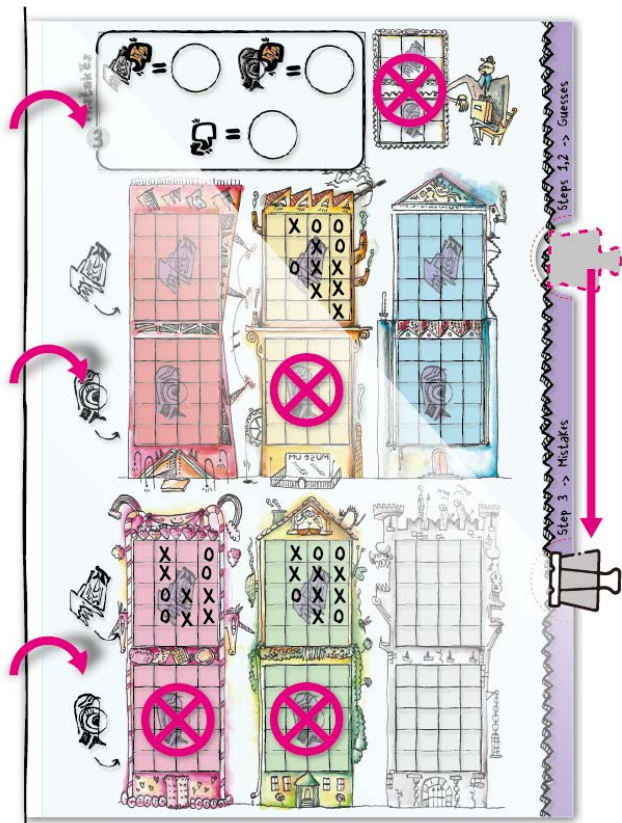 3 Mistakes
=
=
=
Steps 1,2 -> Guesses
X O O
X O
O X X
X X
X
MUSEUM
Step 3 -> Mistakes
X O
X O
O X X
X X
X O O
X X X
O X X
X O